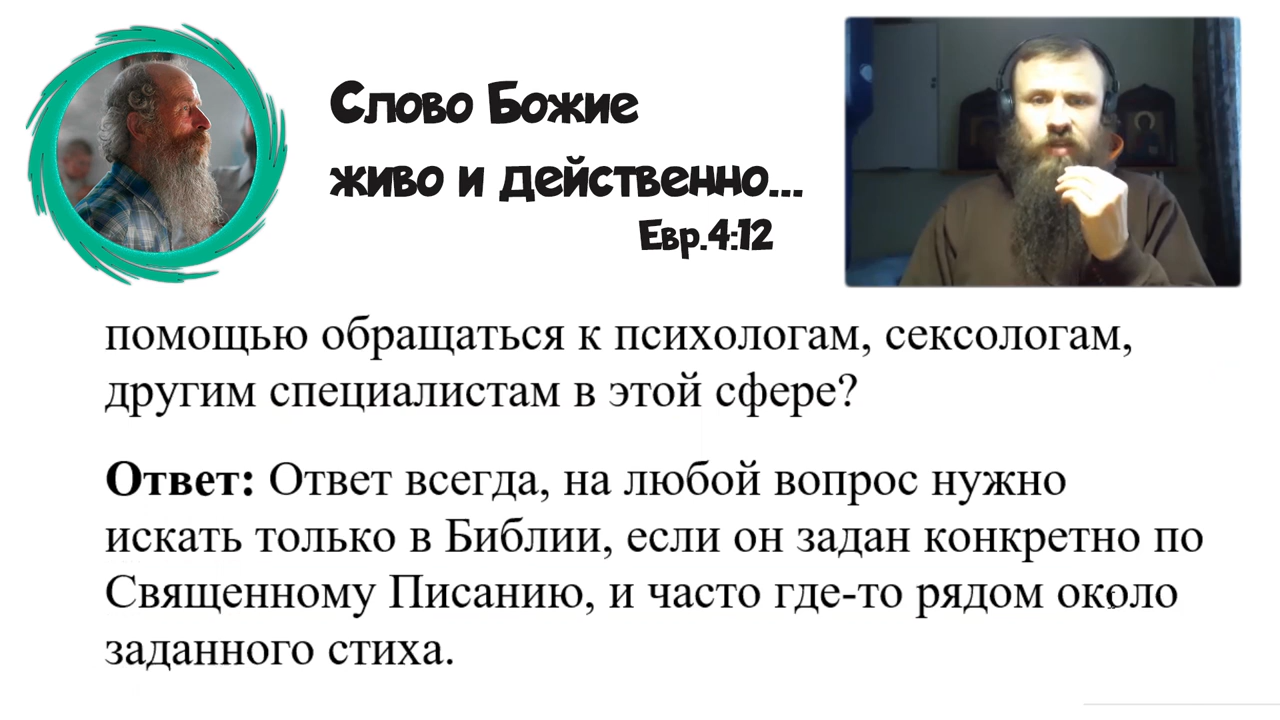 Слово Божие
живо и действенно...
Евр.4:12
помощью обращаться к психологам, сексологам,
другим специалистам в этой сфере?
Ответ: Ответ всегда, на любой вопрос нужно
искать только в Библии, если он задан конкретно по
Священному Писанию, и часто где-то рядом около
заданного стиха.